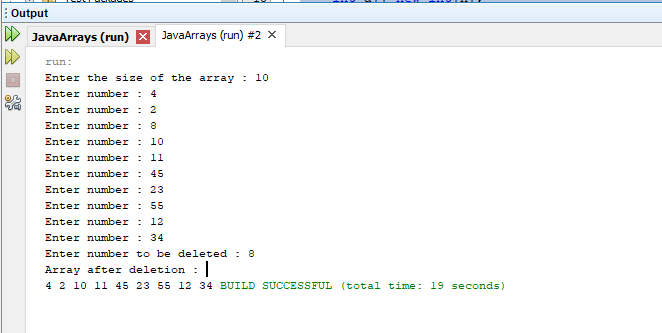 Output
JavaArrays (run) JavaArrays (run) #2
run:
Enter the size of the array : 10
Enter number : 4
Enter number : 2
Enter number : 8
Enter number : 10
Enter number : 11
Enter number : 45
Enter number : 23
Enter number : 55
Enter number : 12
Enter number : 34
Enter number to be deleted : 8
Array after deletion :
4 2 10 11 45 23 55 12 34 BUILD SUCCESSFUL (total time: 19 seconds)